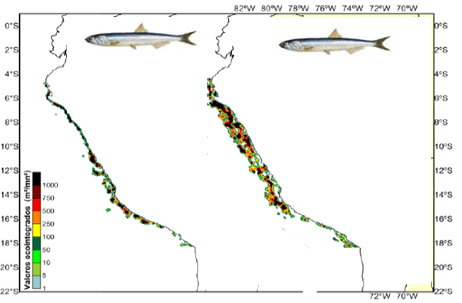 82°W 80°W 78°W 76°W 74°W 72°W 70°W
0°S 0°S
2°S 2°S
4°S 4°S
6°S 6°S
8°S 8°S
10°S 10°S
12°S 12°S
14°S 14°S
16°S 16°S
18°S 18°S
20°S 20°S
22°S 22°S
72°W 70°W
Valores ecointegrados (m²/mn²)
1000
750
500
250
100
50
10
5
1